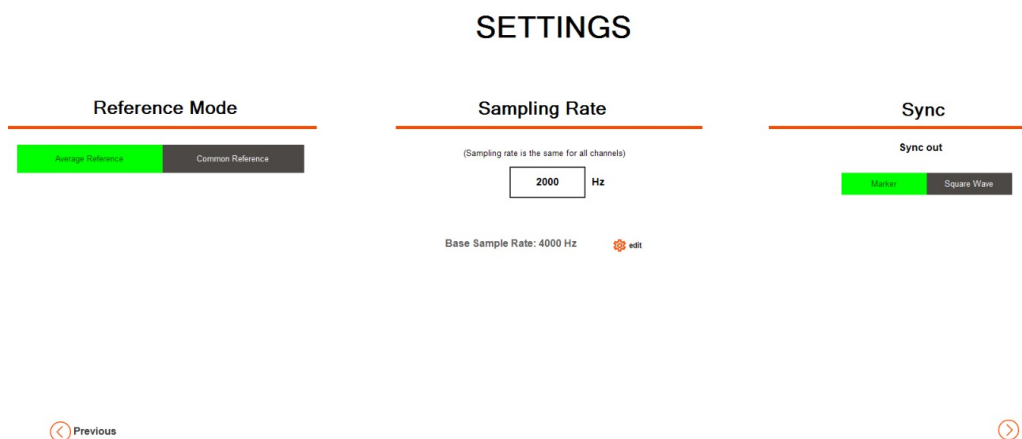 SETTINGS
Reference Mode
Average Reference
Common Reference
Sampling Rate
(Sampling rate is the same for all channels)
2000 Hz
Base Sample Rate: 4000 Hz
edit
Sync
Sync out
Marker
Square Wave
Previous